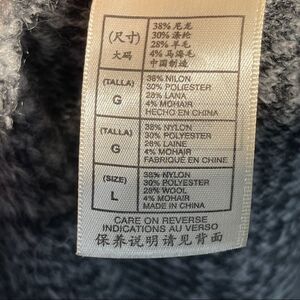 (尺寸)
大码
38% 尼龙
30% 涤纶
28% 羊毛
4% 马海毛
中国制造
(TALLA)
G
38% NILON
30% POLIESTER
28% LANA
4% MOHAIR
HECHO EN CHINA
(TALLA)
G
38% NYLON
30% POLYESTER
28% LAINE
4% MOHAIR
FABRIQUÉ EN CHINE
(SIZE)
L
38% NYLON
30% POLYESTER
28% WOOL
4% MOHAIR
MADE IN CHINA
CARE ON REVERSE
INDICATIONS AU VERSO
保养说明请见背面